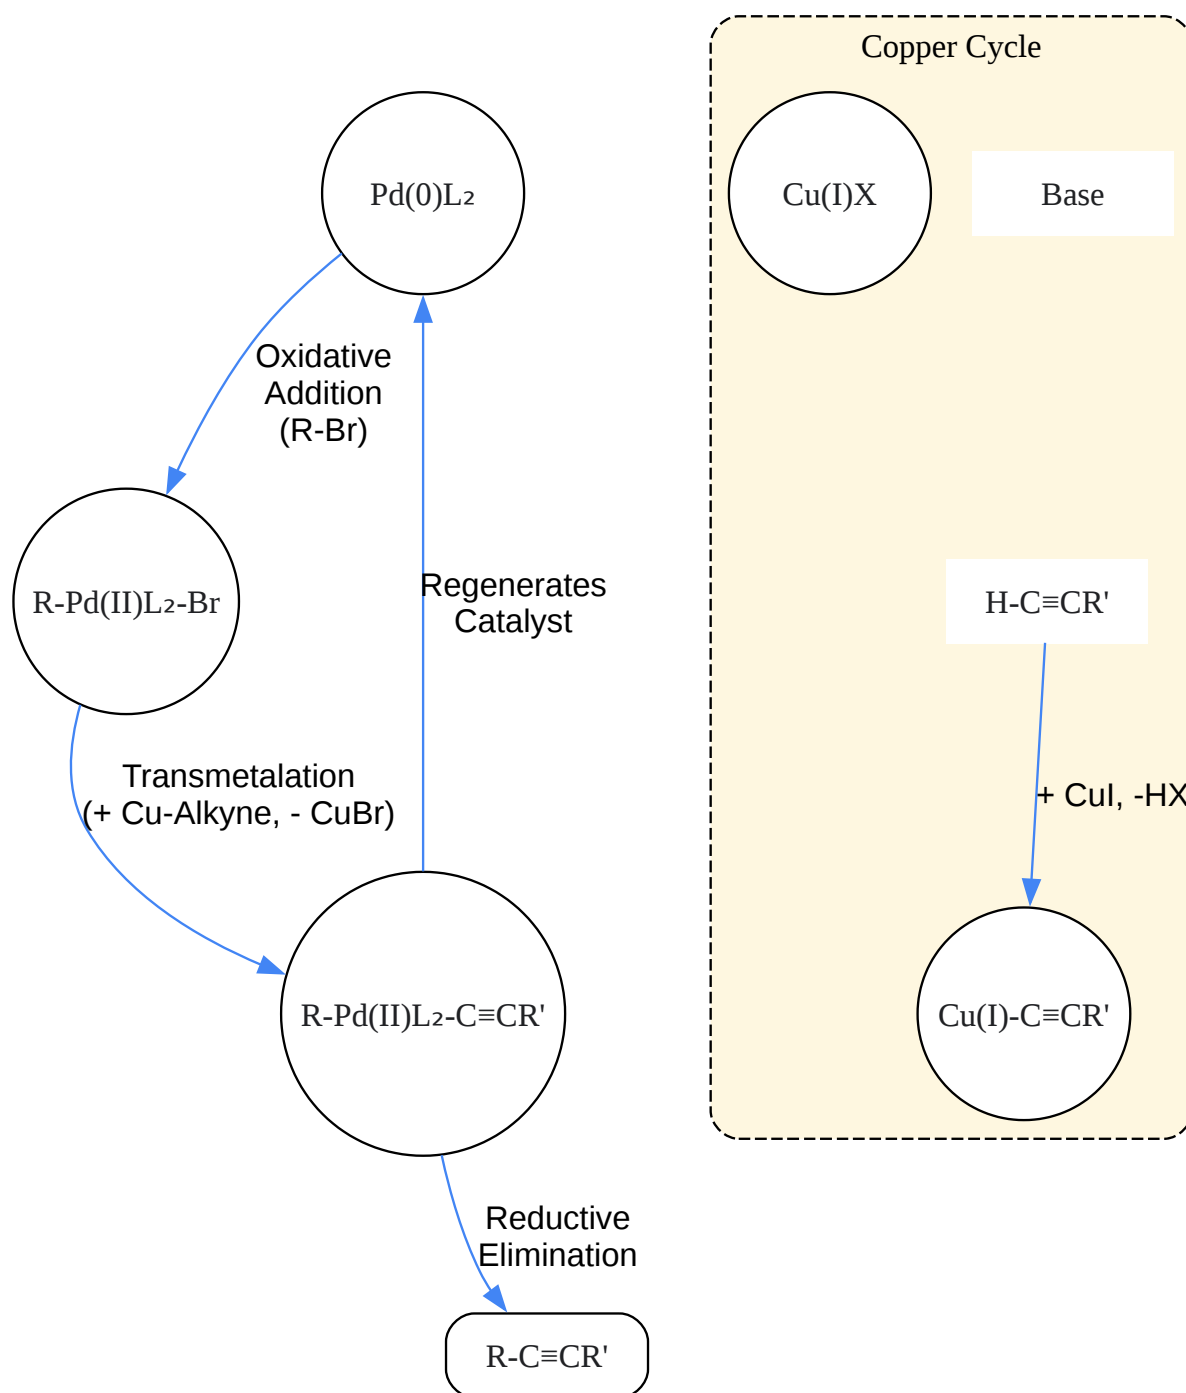 Copper Cycle
Pd(0)L₂
Cu(I)X
Base
Oxidative
Addition
(R-Br)
R-Pd(II)L₂-Br
Regenerates
Catalyst
H-C≡CR'
Transmetalation
(+ Cu-Alkyne, - CuBr)
+ CuI, -HX
R-Pd(II)L₂-C≡CR'
Cu(I)-C≡CR'
Reductive
Elimination
R-C≡CR'